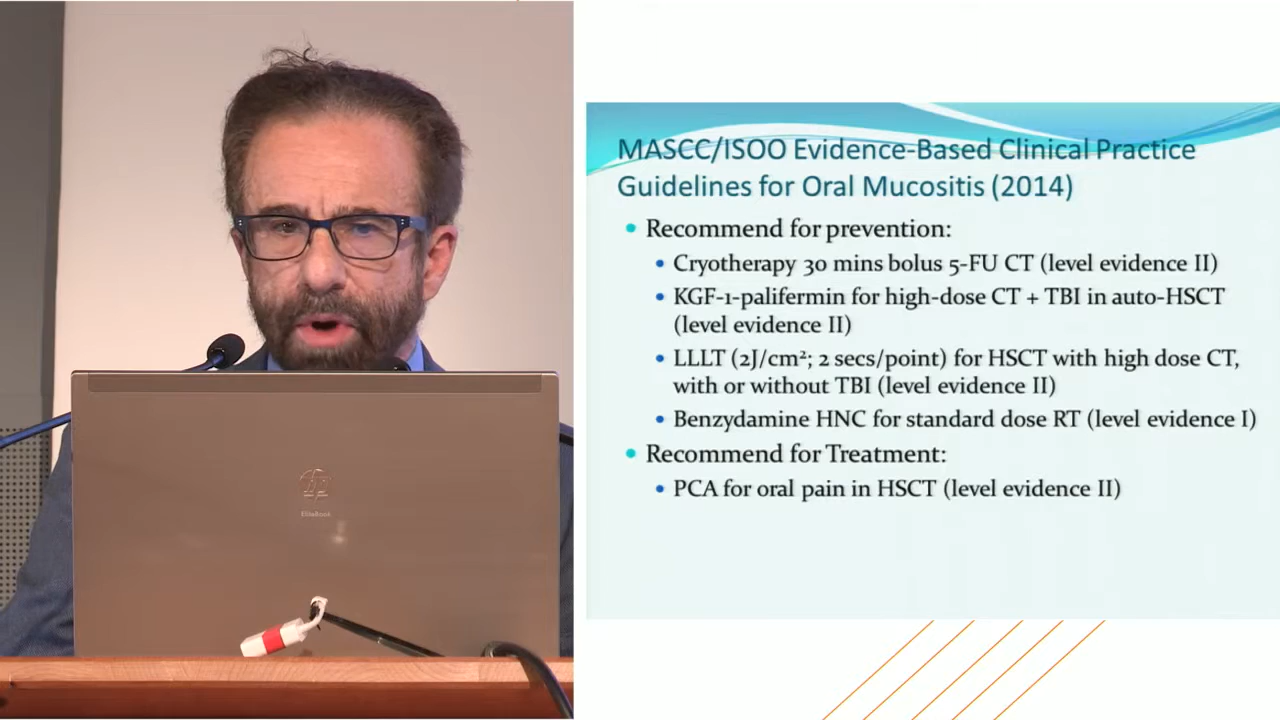 MASCC/ISOO Evidence-Based Clinical Practice
Guidelines for Oral Mucositis (2014)
Recommend for prevention:
Cryotherapy 30 mins bolus 5-FU CT (level evidence II)
KGF-1-palifermin for high-dose CT + TBI in auto-HSCT
(level evidence II)
LLLT (2J/cm²; 2 secs/point) for HSCT with high dose CT,
with or without TBI (level evidence II)
Benzydamine HNC for standard dose RT (level evidence I)
Recommend for Treatment:
PCA for oral pain in HSCT (level evidence II)
EliteBook